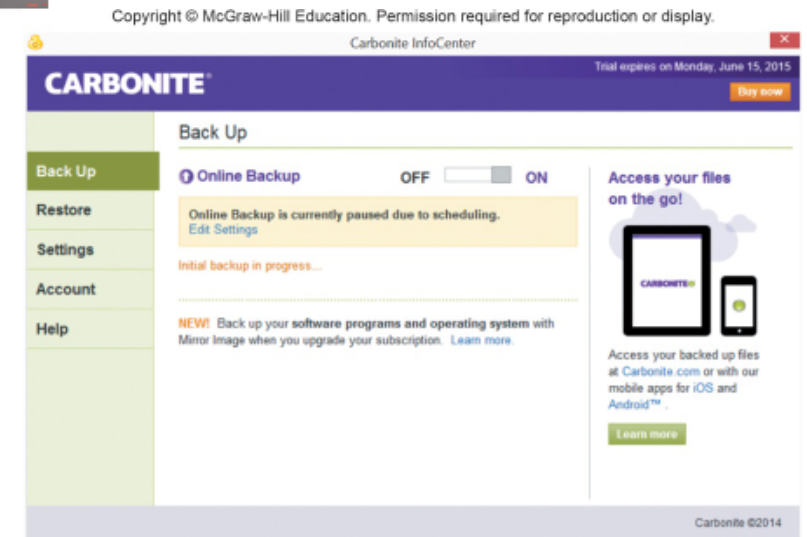 Copyright © McGraw-Hill Education. Permission required for reproduction or display.
Carbonite InfoCenter
Trial expires on Monday, June 15, 2015
CARBONITE
Buy now
Back Up
Back Up
Restore
Settings
Account
Help
Online Backup OFF ON
Online Backup is currently paused due to scheduling.
Edit Settings
Initial backup in progress...
NEW! Back up your software programs and operating system with
Mirror Image when you upgrade your subscription. Learn more.
Access your files
on the go!
CARBONITE
Access your backed up files
at Carbonite.com or with our
mobile apps for iOS and
Android™ .
Learn more
Carbonite ©2014